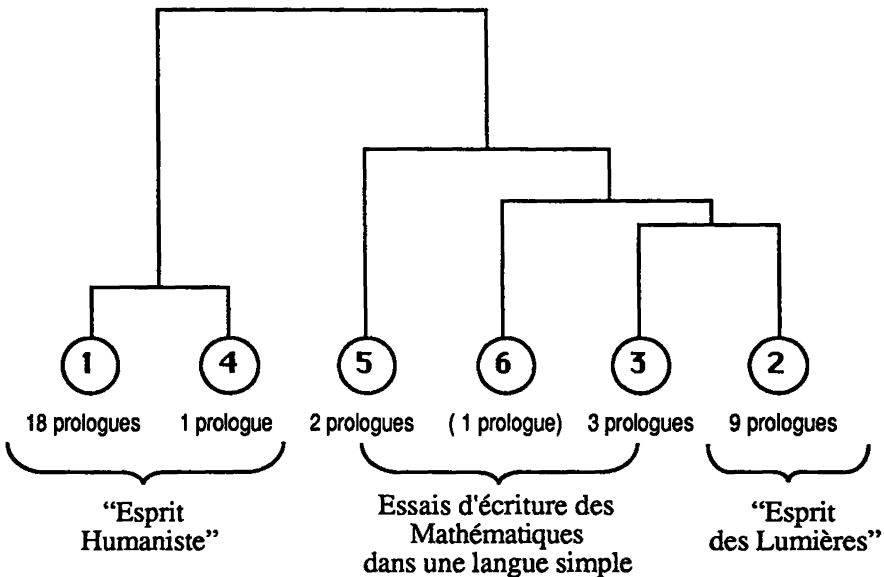 1 4 5 6 3 2
18 prologues 1 prologue 2 prologues ( 1 prologue) 3 prologues 9 prologues
“Esprit
Humaniste”
Essais d'écriture des
Mathématiques
dans une langue simple
“Esprit
des Lumières”